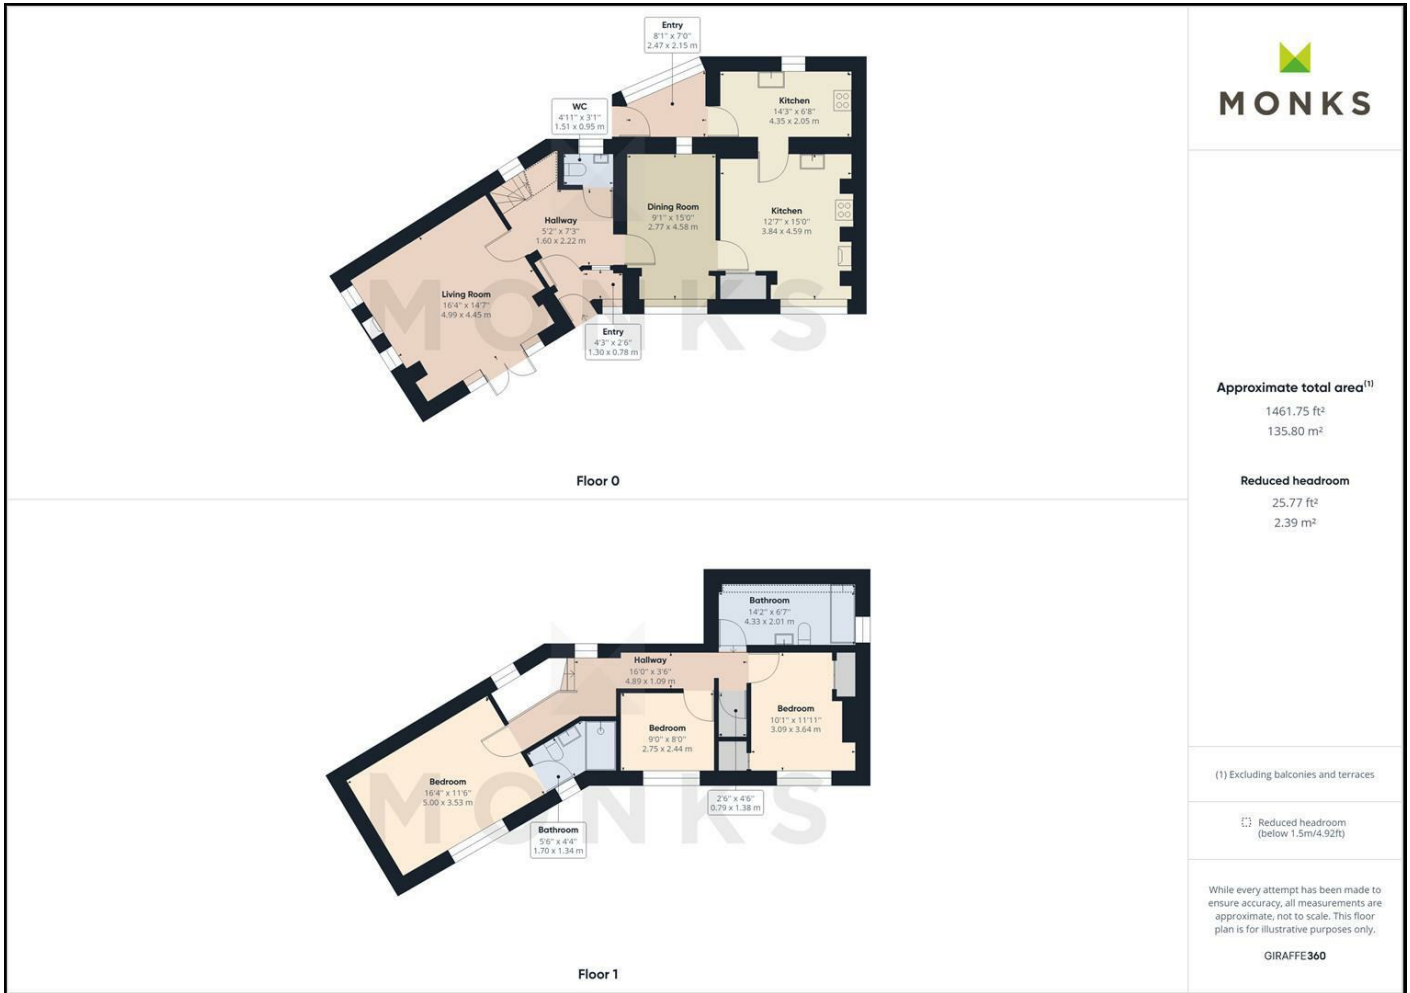 Entry
8'1" x 7'0"
2.47 x 2.15 m
WC
4'11" x 3'1"
1.51 x 0.95 m
Kitchen
14'3" x 6'8"
4.35 x 2.05 m
Dining Room
9'1" x 15'0"
2.77 x 4.58 m
Kitchen
12'7" x 15'0"
3.84 x 4.59 m
Hallway
5'2" x 7'3"
1.60 x 2.22 m
Living Room
16'4" x 14'7"
4.99 x 4.45 m
Entry
4'3" x 2'6"
1.30 x 0.78 m
MONKS
Floor 0
Bathroom
14'2" x 6'7"
4.33 x 2.01 m
Hallway
16'0" x 3'6"
4.89 x 1.09 m
Bedroom
9'0" x 8'0"
2.75 x 2.44 m
Bedroom
10'1" x 11'11"
3.09 x 3.64 m
Bedroom
16'4" x 11'6"
5.00 x 3.53 m
2'6" x 4'6"
0.79 x 1.38 m
Bathroom
5'6" x 4'4"
1.70 x 1.34 m
MONKS
Floor 1
MONKS
Approximate total area(1)
1461.75 ft²
135.80 m²
Reduced headroom
25.77 ft²
2.39 m²
(1) Excluding balconies and terraces
Reduced headroom
(below 1.5m/4.92ft)
While every attempt has been made to
ensure accuracy, all measurements are
approximate, not to scale. This floor
plan is for illustrative purposes only.
GIRAFFE360